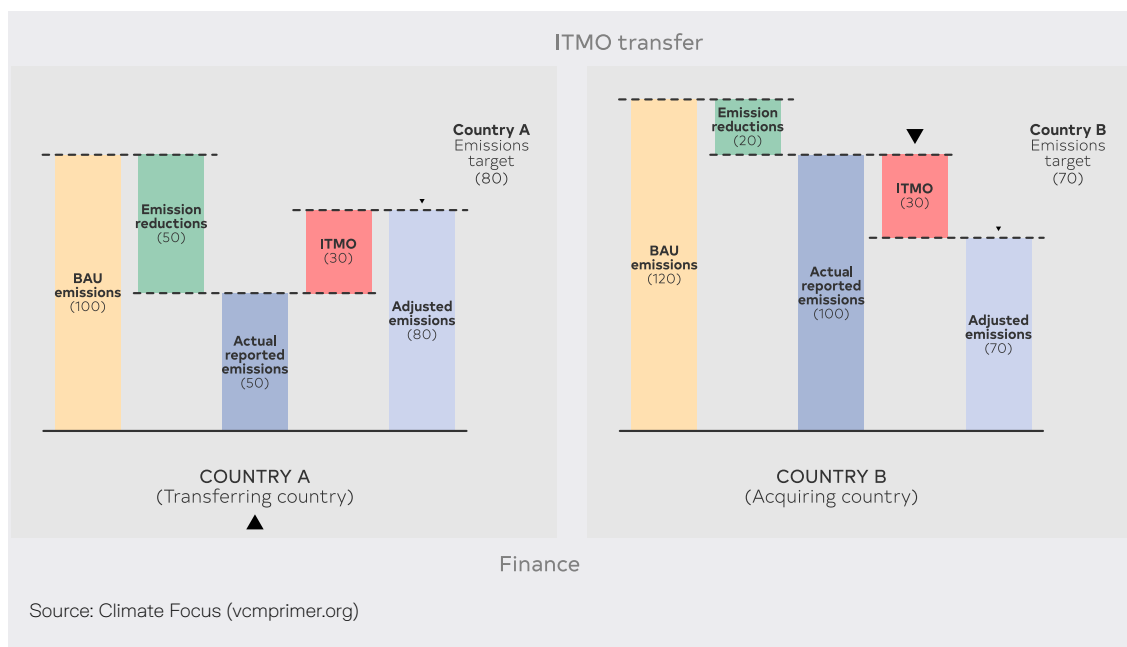 ITMO transfer
Country A
Emissions
target
(80)
Emission
reductions
(50)
ITMO
(30)
BAU
emissions
(100)
Adjusted
emissions
(80)
Actual
reported
emissions
(50)
COUNTRY A
(Transferring country)
Emission
reductions
(20)
Country B
Emissions
target
(70)
ITMO
(30)
BAU
emissions
(120)
Actual
reported
emissions
(100)
Adjusted
emissions
(70)
COUNTRY B
(Acquiring country)
Finance
Source: Climate Focus (vcmprimer.org)